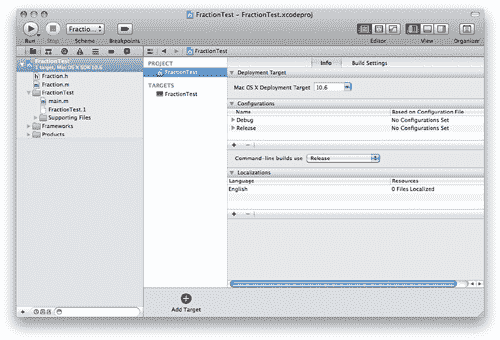 FractionTest – FractionTest.xcodeproj
Fractio...
Run Stop Scheme Breakpoints Editor View Organizer
FractionTest
FractionTest
1 target, Mac OS X SDK 10.6
Fraction.h
Fraction.m
FractionTest
main.m
FractionTest.1
Supporting Files
Frameworks
Products
PROJECT
FractionTest
TARGETS
FractionTest
Info Build Settings
Deployment Target
Mac OS X Deployment Target 10.6
Configurations
Name Based on Configuration File
Debug No Configurations Set
Release No Configurations Set
+ –
Command-line builds use Release
Localizations
Language Resources
English 0 Files Localized
+ –
Add Target